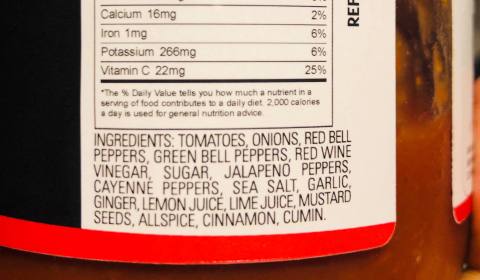 Calcium 16mg 2%
Iron 1mg 6%
Potassium 266mg 6%
Vitamin C 22mg 25%
*The % Daily Value tells you how much a nutrient in a
serving of food contributes to a daily diet. 2,000 calories
a day is used for general nutrition advice.
INGREDIENTS: TOMATOES, ONIONS, RED BELL
PEPPERS, GREEN BELL PEPPERS, RED WINE
VINEGAR, SUGAR, JALAPENO PEPPERS,
CAYENNE PEPPERS, SEA SALT, GARLIC,
GINGER, LEMON JUICE, LIME JUICE, MUSTARD
SEEDS, ALLSPICE, CINNAMON, CUMIN.